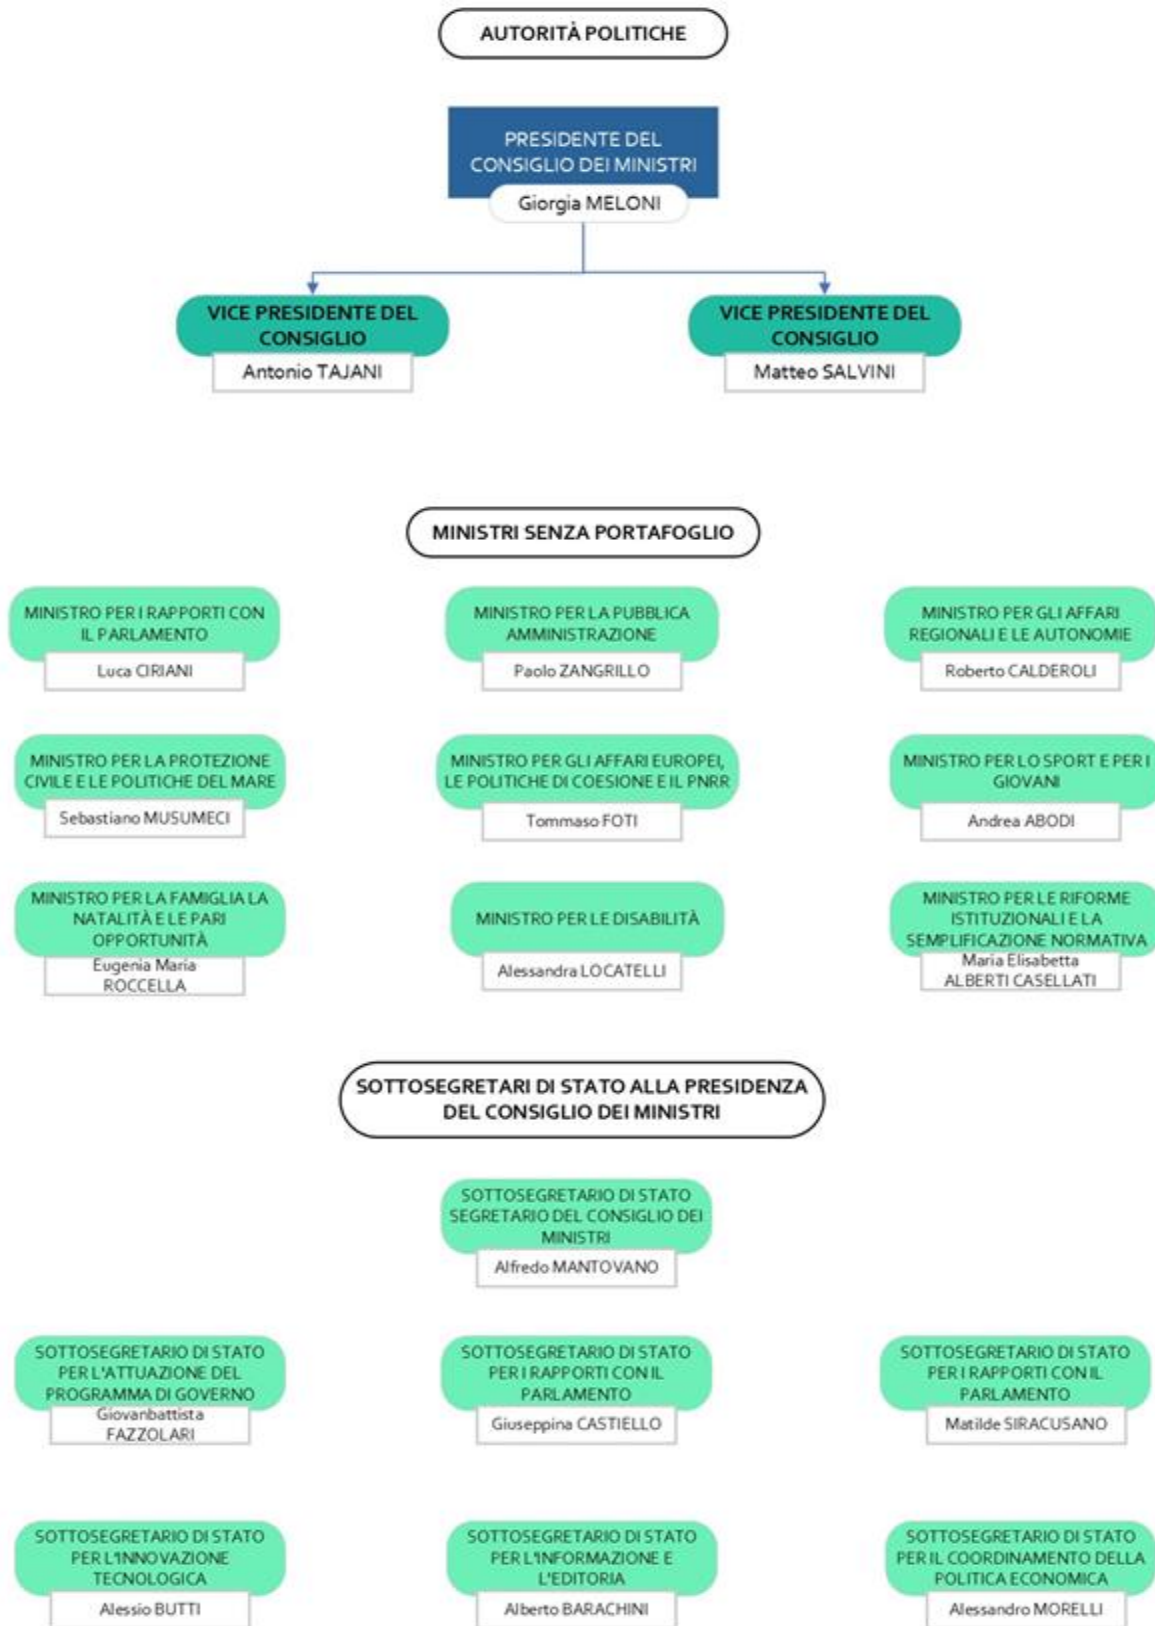 AUTORITÀ POLITICHE
PRESIDENTE DEL
CONSIGLIO DEI MINISTRI
Giorgia MELONI
VICE PRESIDENTE DEL
CONSIGLIO
Antonio TAJANI
VICE PRESIDENTE DEL
CONSIGLIO
Matteo SALVINI
MINISTRI SENZA PORTAFOGLIO
MINISTRO PER I RAPPORTI CON
IL PARLAMENTO
Luca CIRIANI
MINISTRO PER LA PUBBLICA
AMMINISTRAZIONE
Paolo ZANGRILLO
MINISTRO PER GLI AFFARI
REGIONALI E LE AUTONOMIE
Roberto CALDEROLI
MINISTRO PER LA PROTEZIONE
CIVILE E LE POLITICHE DEL MARE
Sebastiano MUSUMECI
MINISTRO PER GLI AFFARI EUROPEI,
LE POLITICHE DI COESIONE E IL PNRR
Tommaso FOTI
MINISTRO PER LO SPORT E PER I
GIOVANI
Andrea ABODI
MINISTRO PER LA FAMIGLIA LA
NATALITÀ E LE PARI
OPPORTUNITÀ
Eugenia Maria
ROCCELLA
MINISTRO PER LE DISABILITÀ
Alessandra LOCATELLI
MINISTRO PER LE RIFORME
ISTITUZIONALI E LA
SEMPLIFICAZIONE NORMATIVA
Maria Elisabetta
ALBERTI CASELLATI
SOTTOSEGRETARI DI STATO ALLA PRESIDENZA
DEL CONSIGLIO DEI MINISTRI
SOTTOSEGRETARIO DI STATO
SEGRETARIO DEL CONSIGLIO DEI
MINISTRI
Alfredo MANTOVANO
SOTTOSEGRETARIO DI STATO
PER L'ATTUAZIONE DEL
PROGRAMMA DI GOVERNO
Giovanbattista
FAZZOLARI
SOTTOSEGRETARIO DI STATO
PER I RAPPORTI CON IL
PARLAMENTO
Giuseppina CASTIELLO
SOTTOSEGRETARIO DI STATO
PER I RAPPORTI CON IL
PARLAMENTO
Matilde SIRACUSANO
SOTTOSEGRETARIO DI STATO
PER L'INNOVAZIONE
TECNOLOGICA
Alessio BUTTI
SOTTOSEGRETARIO DI STATO
PER L'INFORMAZIONE E
L'EDITORIA
Alberto BARACHINI
SOTTOSEGRETARIO DI STATO
PER IL COORDINAMENTO DELLA
POLITICA ECONOMICA
Alessandro MORELLI